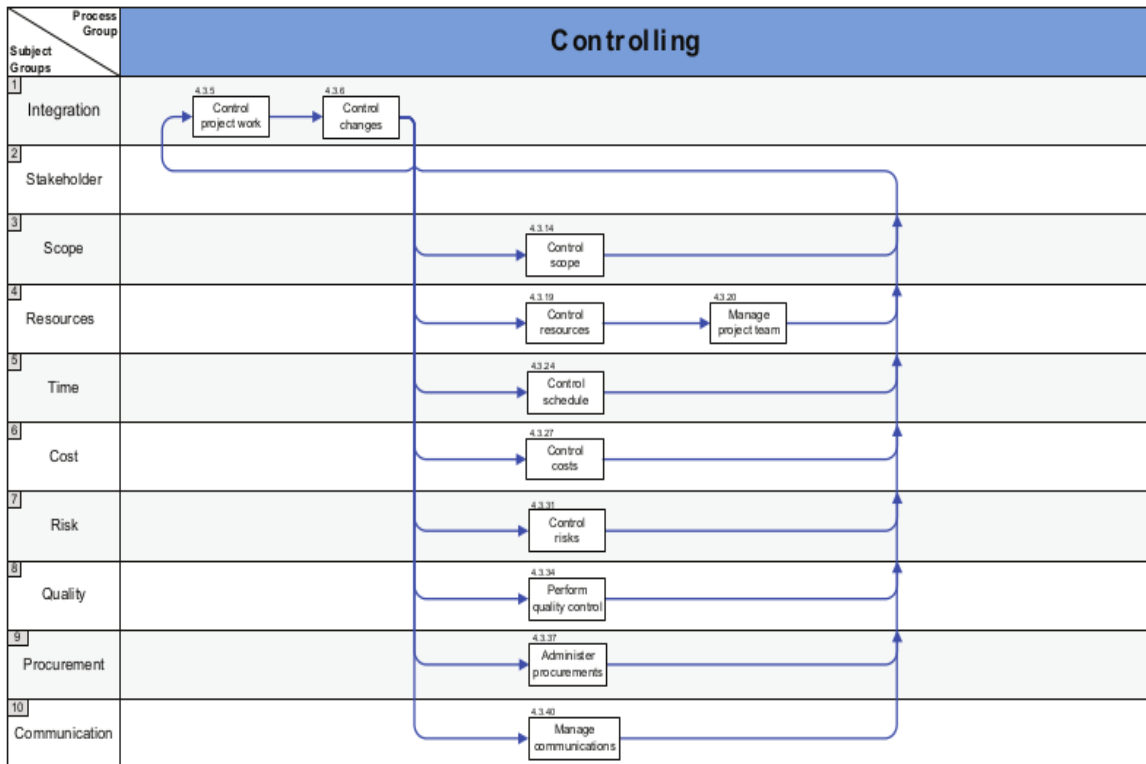 Process
Group
Subject
Groups
Controlling
1
Integration
4.3.5
Control
project work
4.3.6
Control
changes
2
Stakeholder
3
Scope
4.3.14
Control
scope
4
Resources
4.3.19
Control
resources
4.3.20
Manage
project team
5
Time
4.3.24
Control
schedule
6
Cost
4.3.27
Control
costs
7
Risk
4.3.31
Control
risks
8
Quality
4.3.34
Perform
quality control
9
Procurement
4.3.37
Administer
procurements
10
Communication
4.3.40
Manage
communications